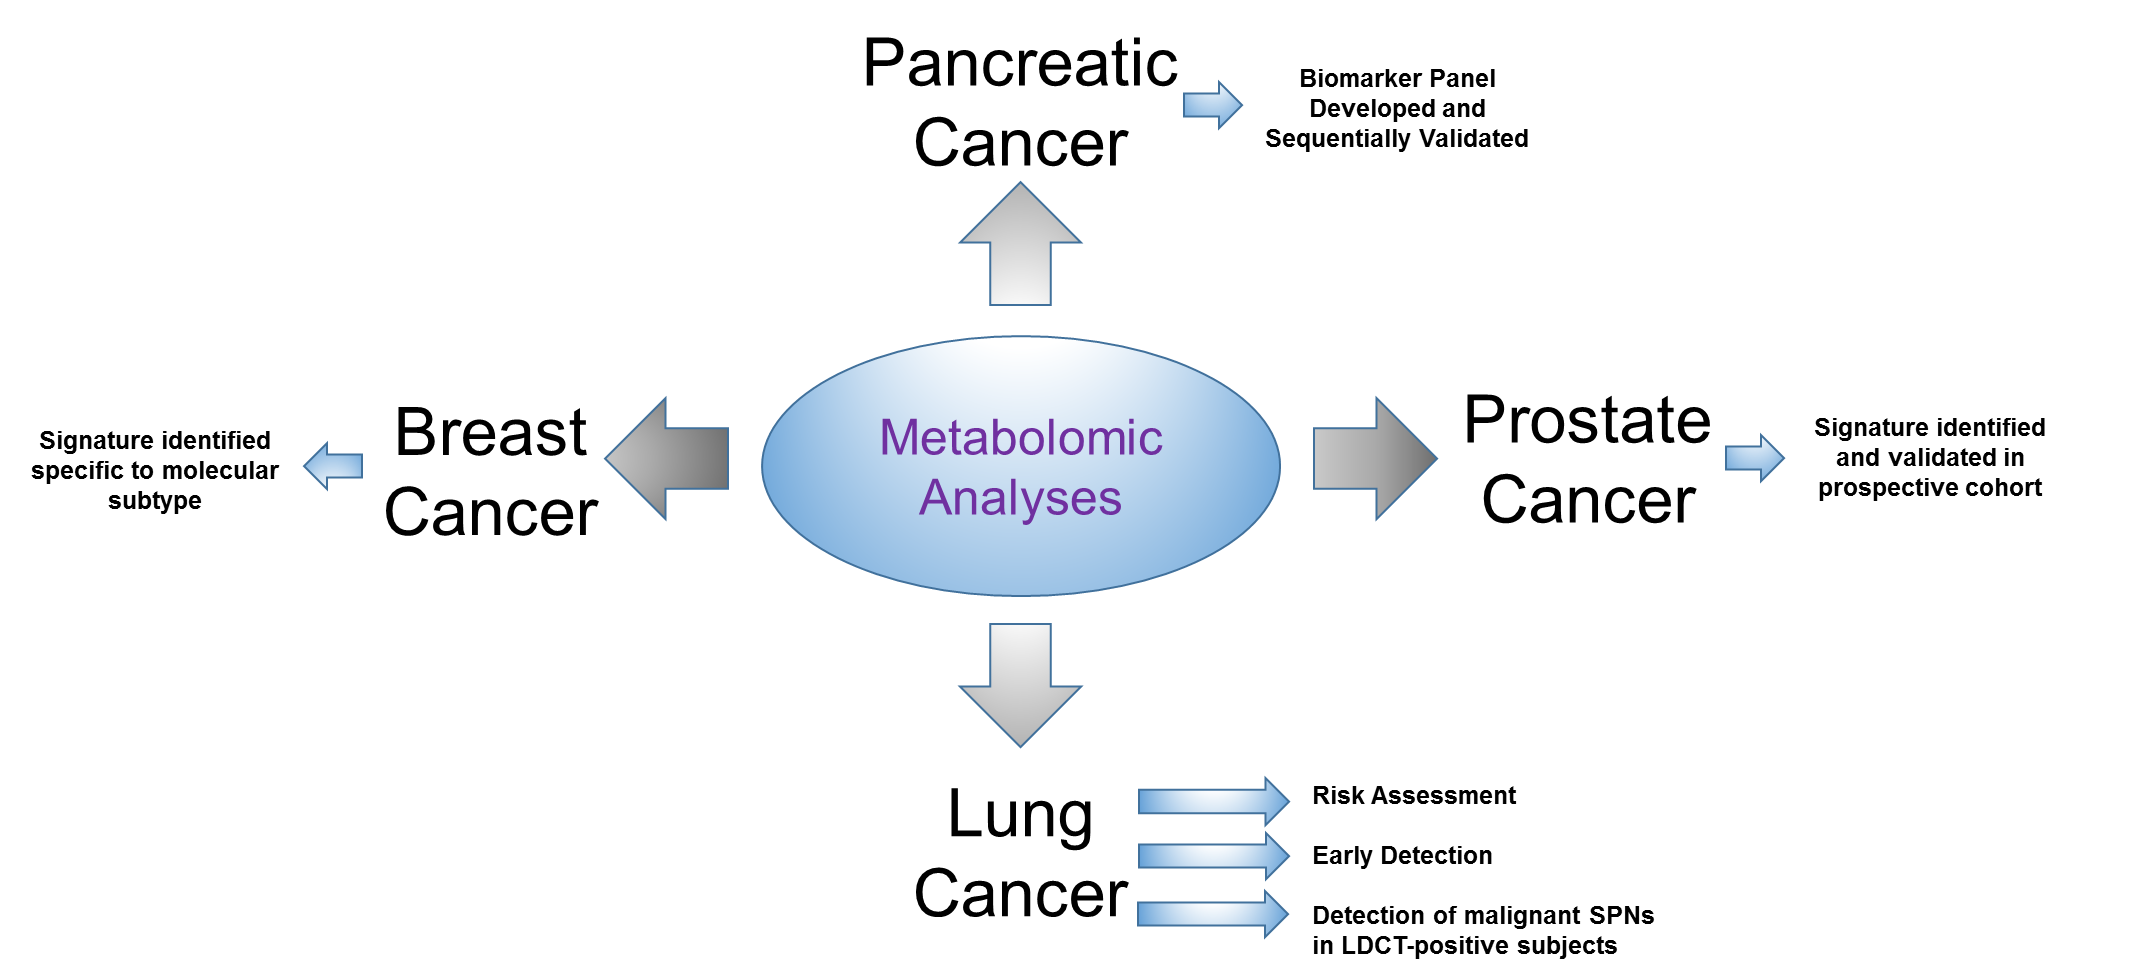 Pancreatic
Cancer
Biomarker Panel
Developed and
Sequentially Validated
Signature identified
specific to molecular
subtype
Breast
Cancer
Metabolomic
Analyses
Prostate
Cancer
Signature identified
and validated in
prospective cohort
Lung
Cancer
Risk Assessment
Early Detection
Detection of malignant SPNs
in LDCT-positive subjects